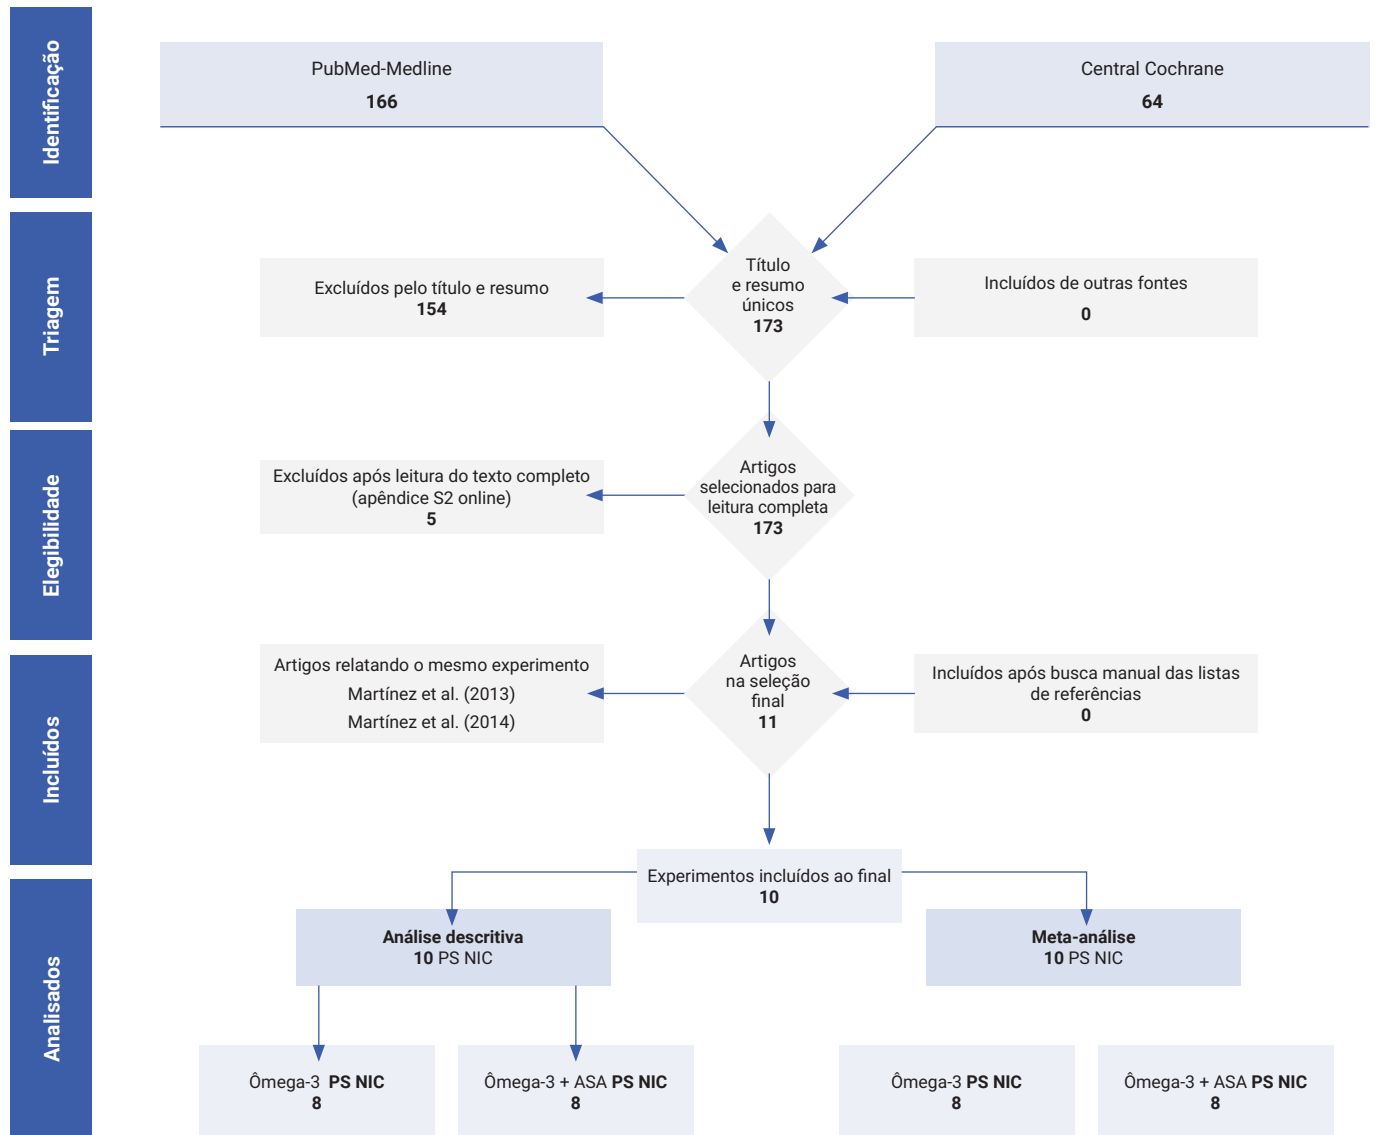 Identificação
PubMed-Medline
166
Central Cochrane
64
Triagem
Excluídos pelo título e resumo
154
Título
e resumo
únicos
173
Incluídos de outras fontes
0
Elegibilidade
Excluídos após leitura do texto completo
(apêndice S2 online)
5
Artigos
selecionados para
leitura completa
173
Incluídos
Artigos relatando o mesmo experimento
Martínez et al. (2013)
Martínez et al. (2014)
Artigos
na seleção
final
11
Incluídos após busca manual das listas
de referências
0
Analisados
Experimentos incluídos ao final
10
Análise descritiva
10 PS NIC
Meta-análise
10 PS NIC
Ômega-3 PS NIC
8
Ômega-3 + ASA PS NIC
8
Ômega-3 PS NIC
8
Ômega-3 + ASA PS NIC
8